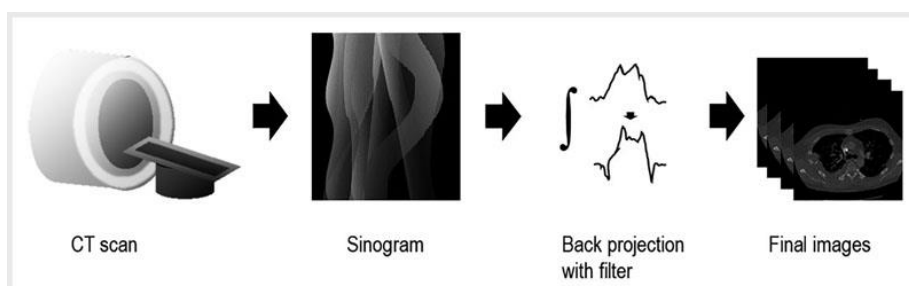 CT scan
Sinogram
Back projection
with filter
Final images